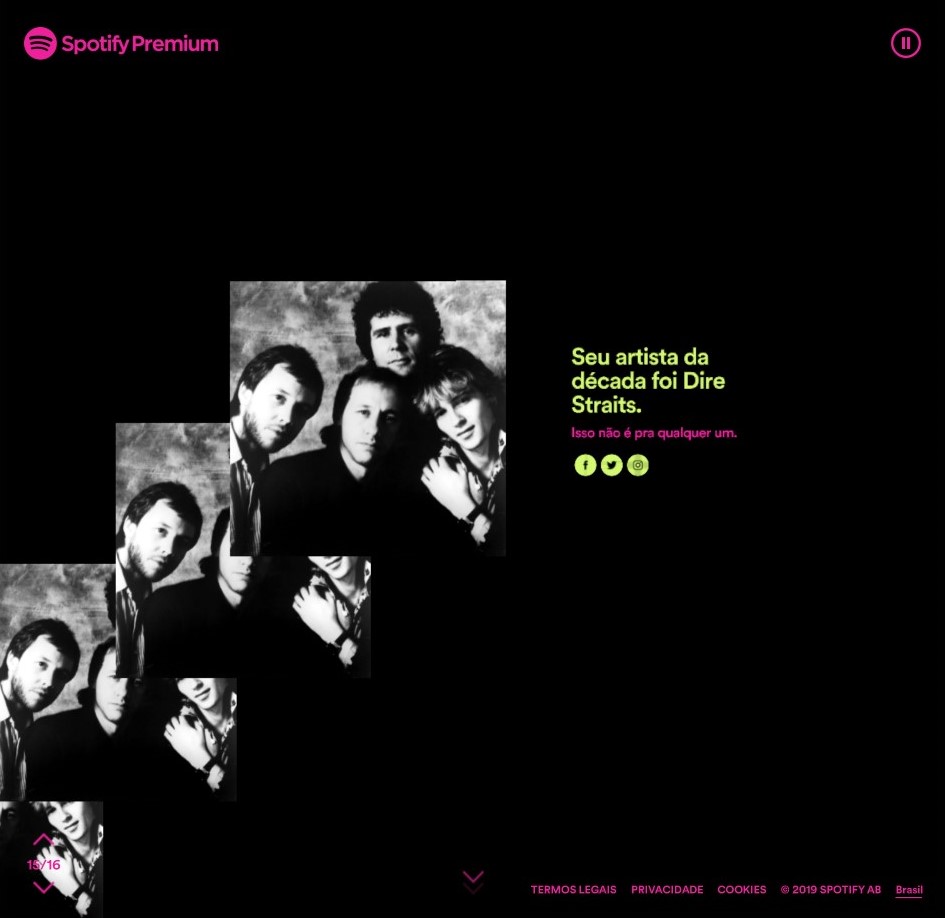 Spotify Premium
Seu artista da
década foi Dire
Straits.
Isso não é pra qualquer um.
15/16
TERMOS LEGAIS PRIVACIDADE COOKIES © 2019 SPOTIFY AB Brasil